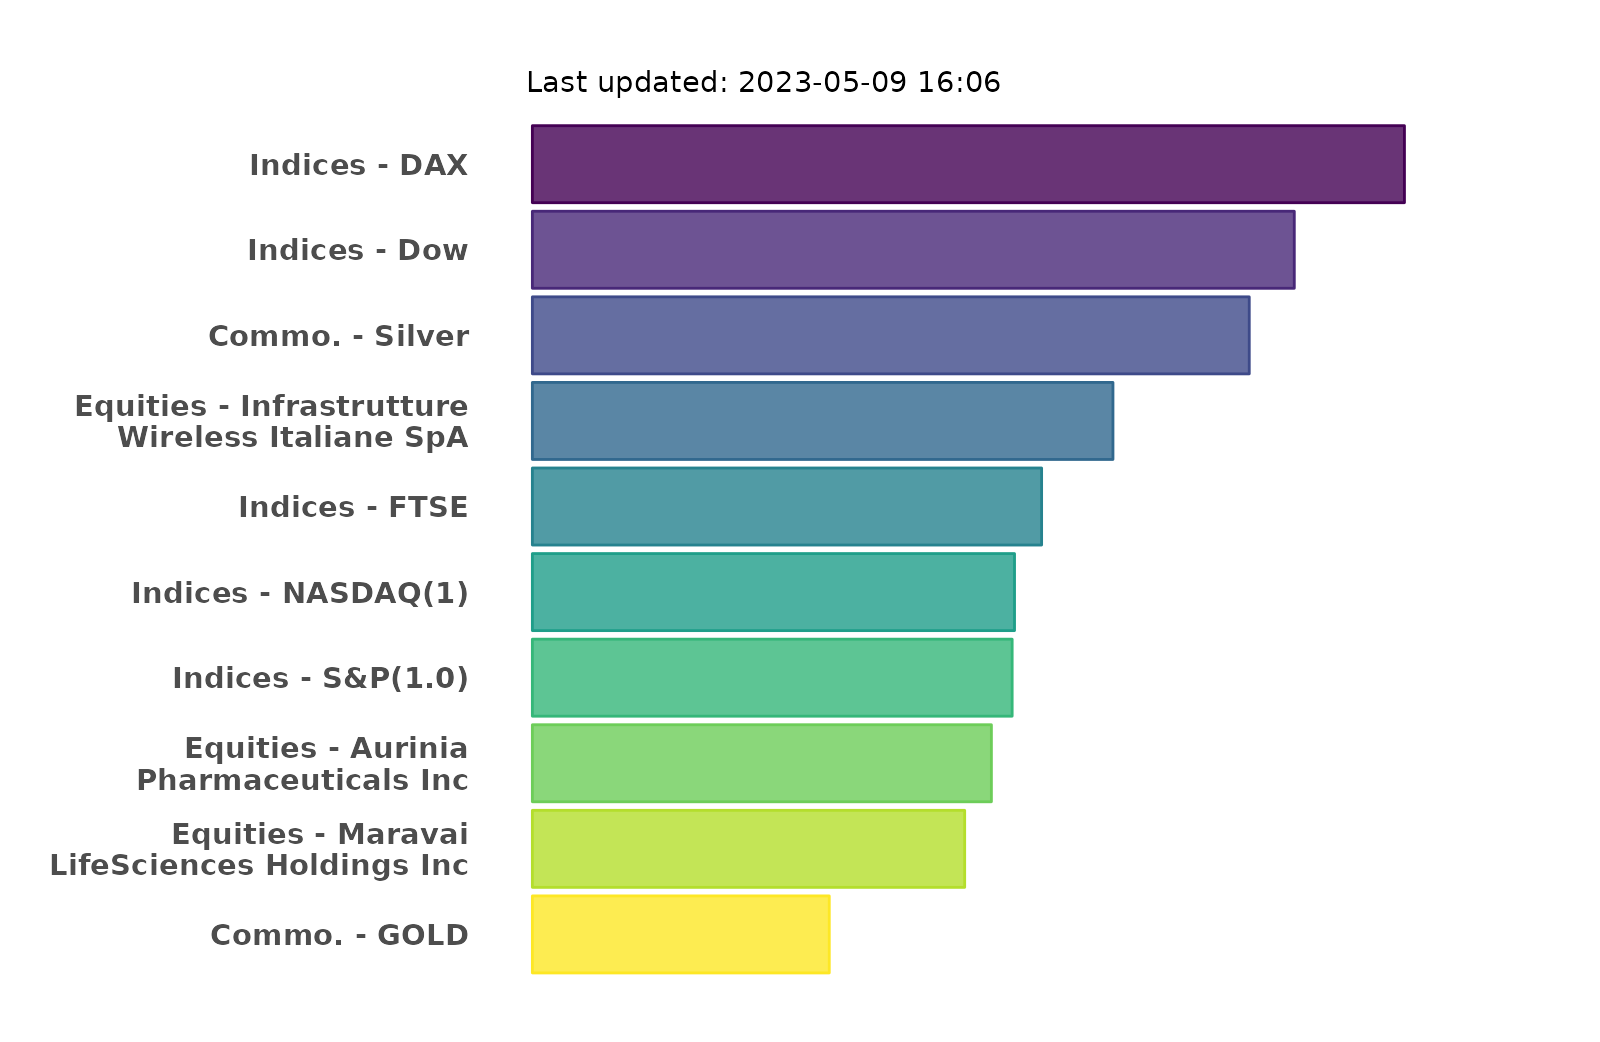 Last updated: 2023-05-09 16:06
Indices - DAX
Indices - Dow
Commo. - Silver
Equities - Infrastrutture
Wireless Italiane SpA
Indices - FTSE
Indices - NASDAQ(1)
Indices - S&P(1.0)
Equities - Aurinia
Pharmaceuticals Inc
Equities - Maravai
LifeSciences Holdings Inc
Commo. - GOLD